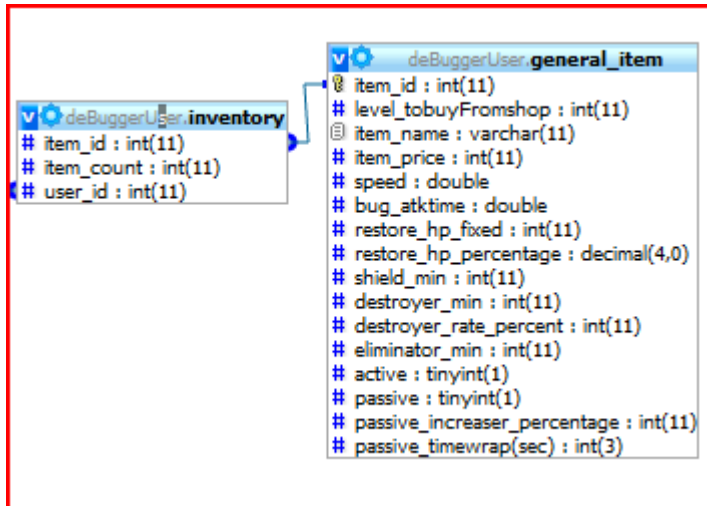 deBuggerUser.inventory
# item_id : int(11)
# item_count : int(11)
# user_id : int(11)
deBuggerUser.general_item
item_id : int(11)
# level_tobuyFromshop : int(11)
item_name : varchar(11)
# item_price : int(11)
# speed : double
# bug_atktime : double
# restore_hp_fixed : int(11)
# restore_hp_percentage : decimal(4,0)
# shield_min : int(11)
# destroyer_min : int(11)
# destroyer_rate_percent : int(11)
# eliminator_min : int(11)
# active : tinyint(1)
# passive : tinyint(1)
# passive_increaser_percentage : int(11)
# passive_timewrap(sec) : int(3)